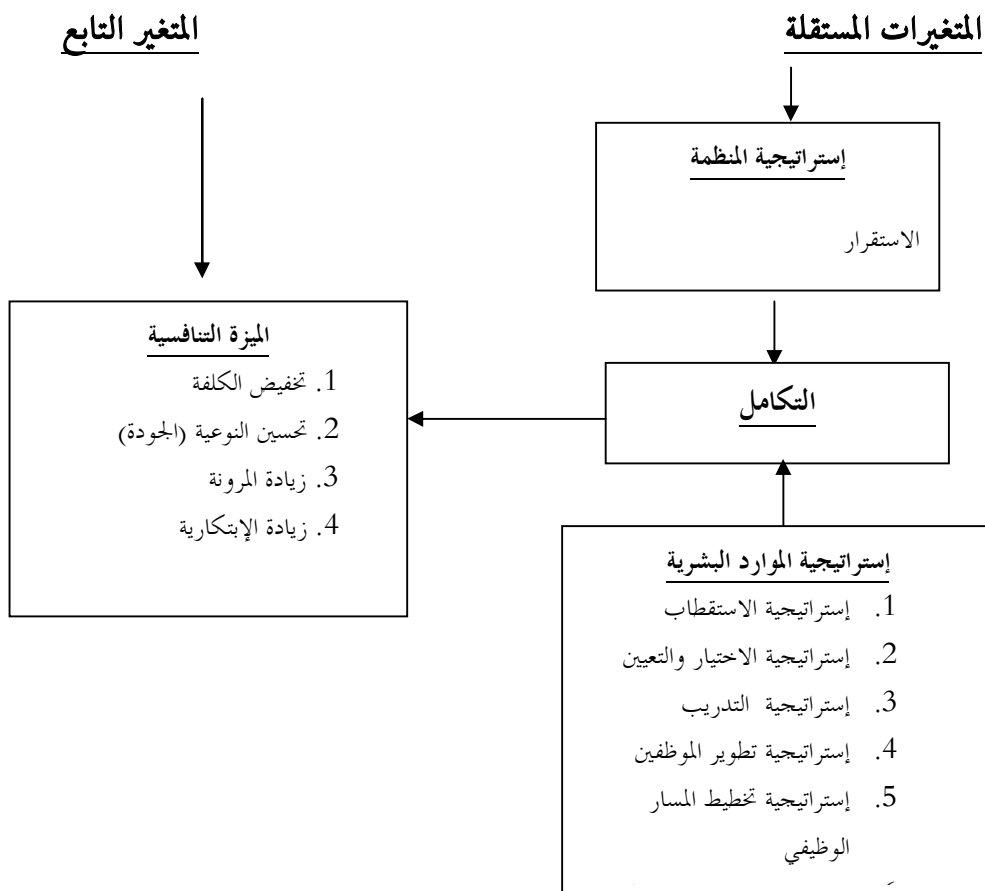 المتغيرات المستقلة
إستراتيجية المنظمة
الاستقرار
التكامل
إستراتيجية الموارد البشرية
1. إستراتيجية الاستقطاب
2. إستراتيجية الاختيار والتعيين
3. إستراتيجية التدريب
4. إستراتيجية تطوير الموظفين
5. إستراتيجية تخطيط المسار
الوظيفي
المتغير التابع
الميزة التنافسية
1. تخفيض الكلفة
2. تحسين النوعية (الجودة)
3. زيادة المرونة
4. زيادة الإبتكارية